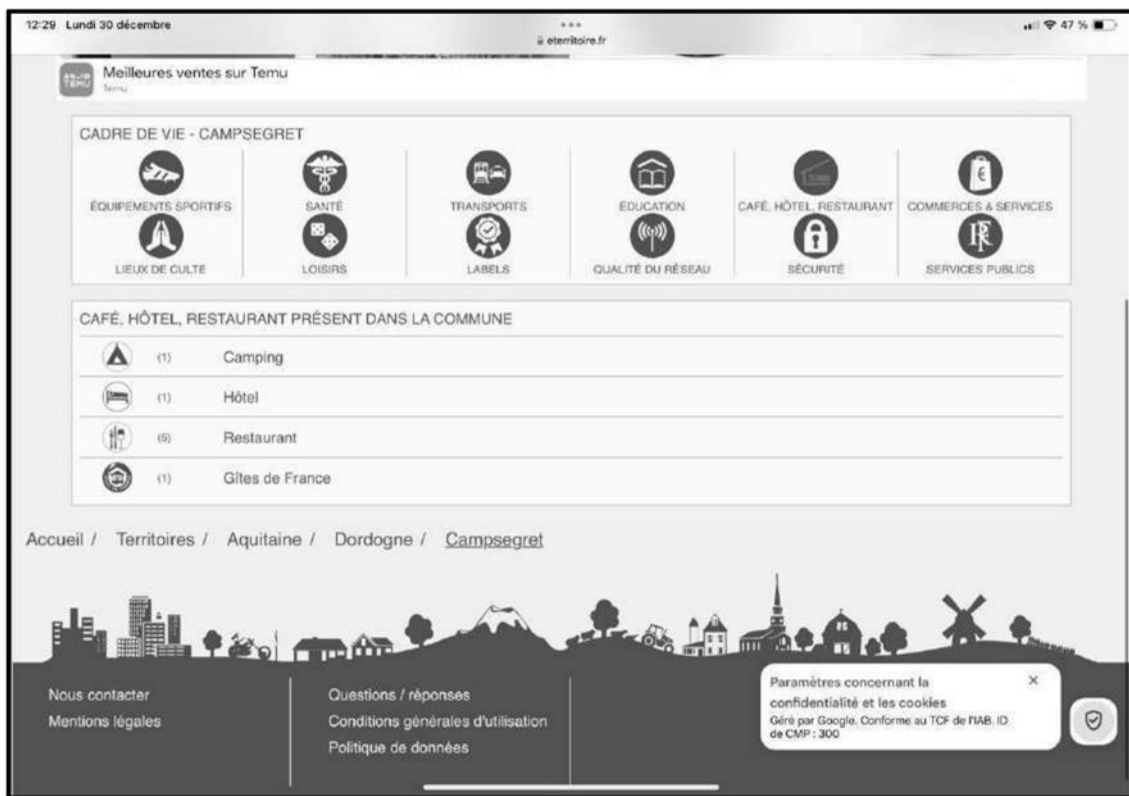 12:29 Lundi 30 décembre
47 %
eterritoire.fr
Meilleures ventes sur Temu
Temu
CADRE DE VIE - CAMPSEGRET
ÉQUIPEMENTS SPORTIFS SANTÉ TRANSPORTS ÉDUCATION CAFÉ, HÔTEL, RESTAURANT COMMERCES & SERVICES
LIEUX DE CULTE LOISIRS LABELS QUALITÉ DU RÉSEAU SÉCURITÉ SERVICES PUBLICS
CAFÉ, HÔTEL, RESTAURANT PRÉSENT DANS LA COMMUNE
(1) Camping
(1) Hôtel
(5) Restaurant
(1) Gîtes de France
Accueil / Territoires / Aquitaine / Dordogne / Campsegret
Nous contacter
Mentions légales
Questions / réponses
Conditions générales d'utilisation
Politique de données
Paramètres concernant la
confidentialité et les cookies
Géré par Google. Conforme au TCF de l'IAB. ID
de CMP : 300